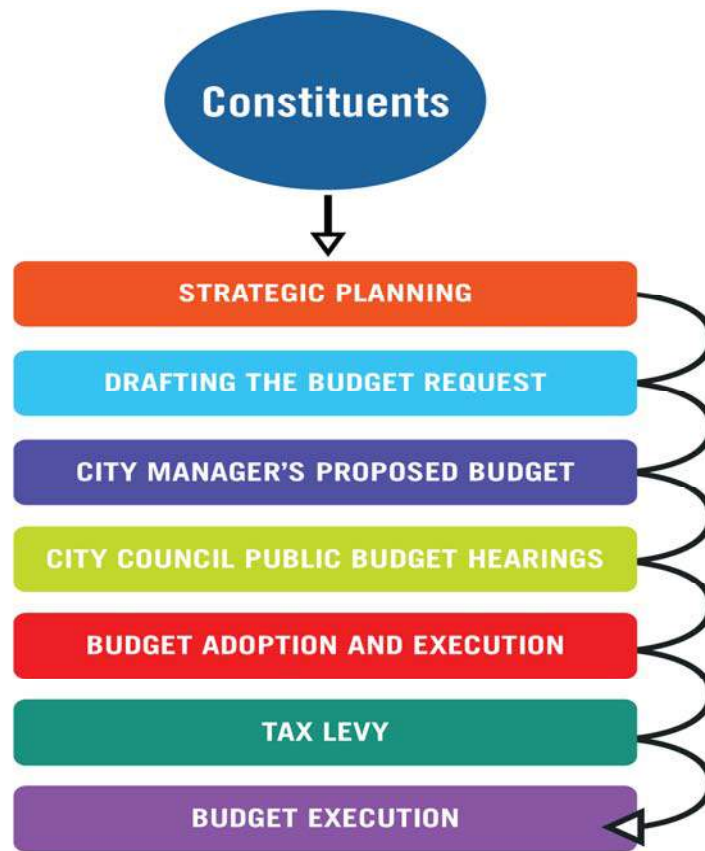 Constituents
STRATEGIC PLANNING
DRAFTING THE BUDGET REQUEST
CITY MANAGER’S PROPOSED BUDGET
CITY COUNCIL PUBLIC BUDGET HEARINGS
BUDGET ADOPTION AND EXECUTION
TAX LEVY
BUDGET EXECUTION